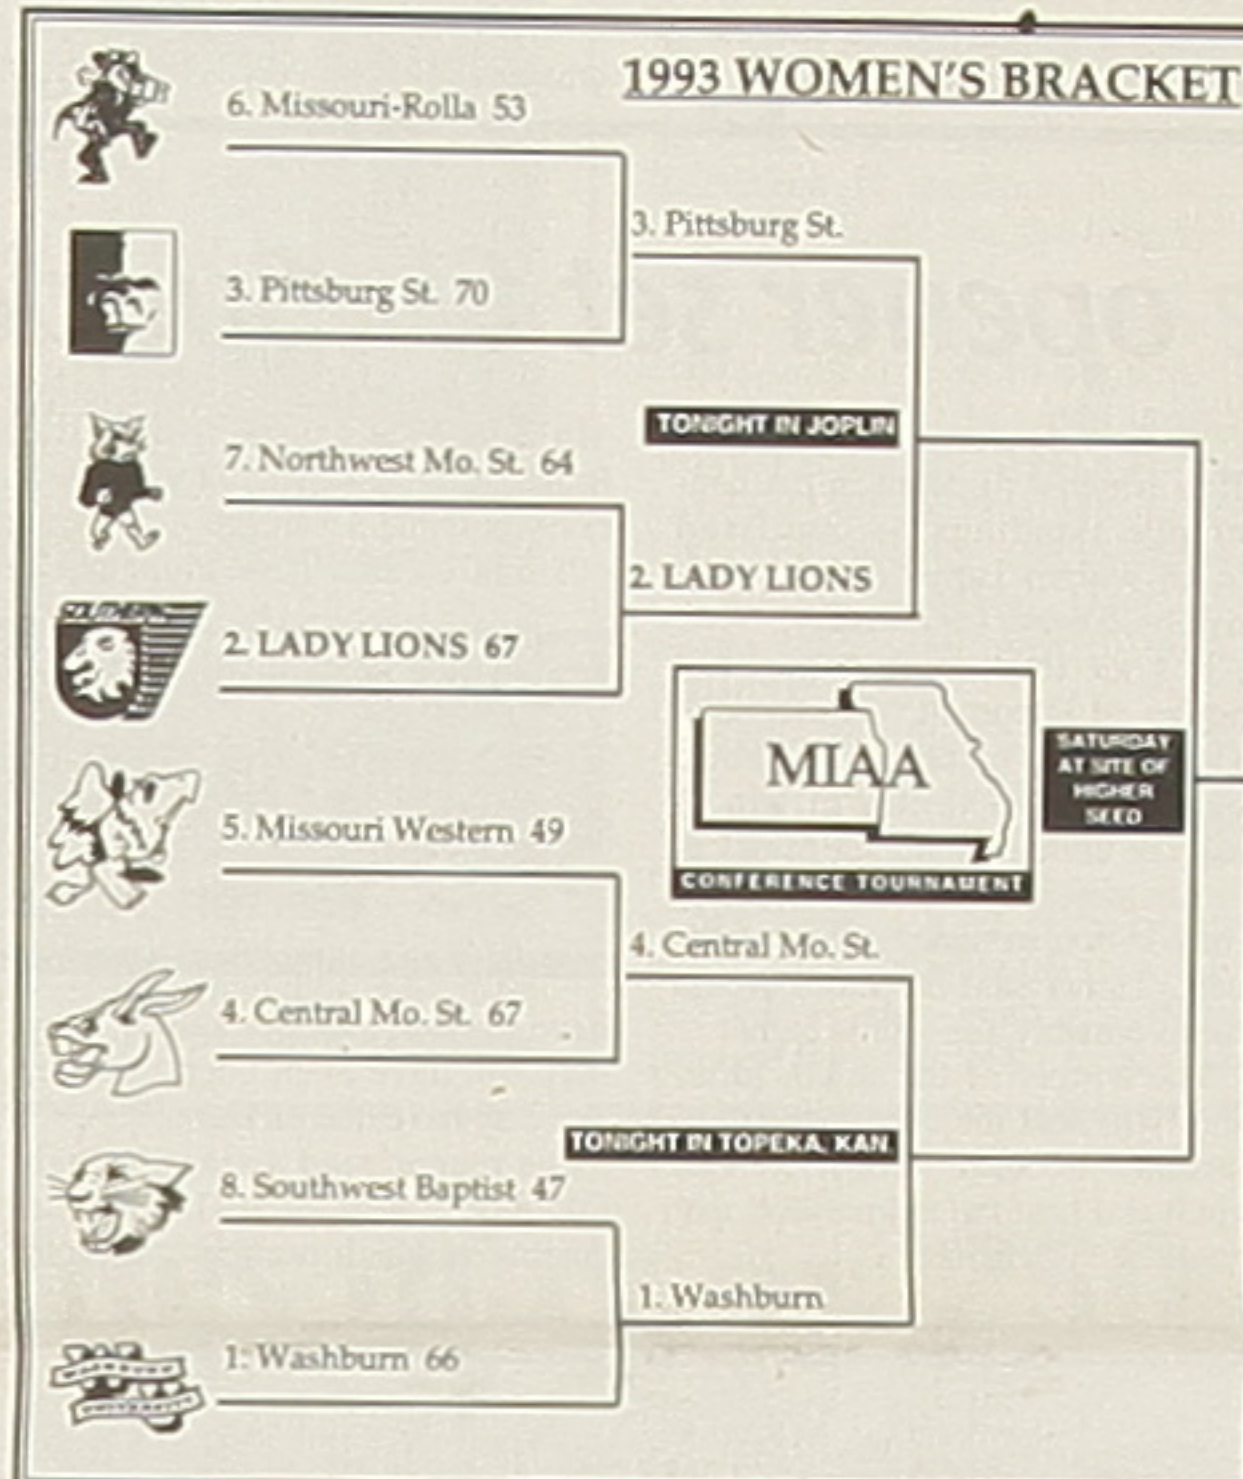 1993 WOMEN'S BRACKET
6. Missouri-Rolla 53
3. Pittsburg St.
3. Pittsburg St. 70
TONIGHT IN JOPLIN
7. Northwest Mo. St. 64
2. LADY LIONS
SOUTHERN
2. LADY LIONS 67
MIAA
CONFERENCE TOURNAMENT
SATURDAY
AT SITE OF
HIGHER
SEED
5. Missouri Western 49
4. Central Mo. St.
4. Central Mo. St. 67
TONIGHT IN TOPEKA, KAN.
8. Southwest Baptist 47
1. Washburn
1. Washburn 66
WASHBURN
UNIVERSITY